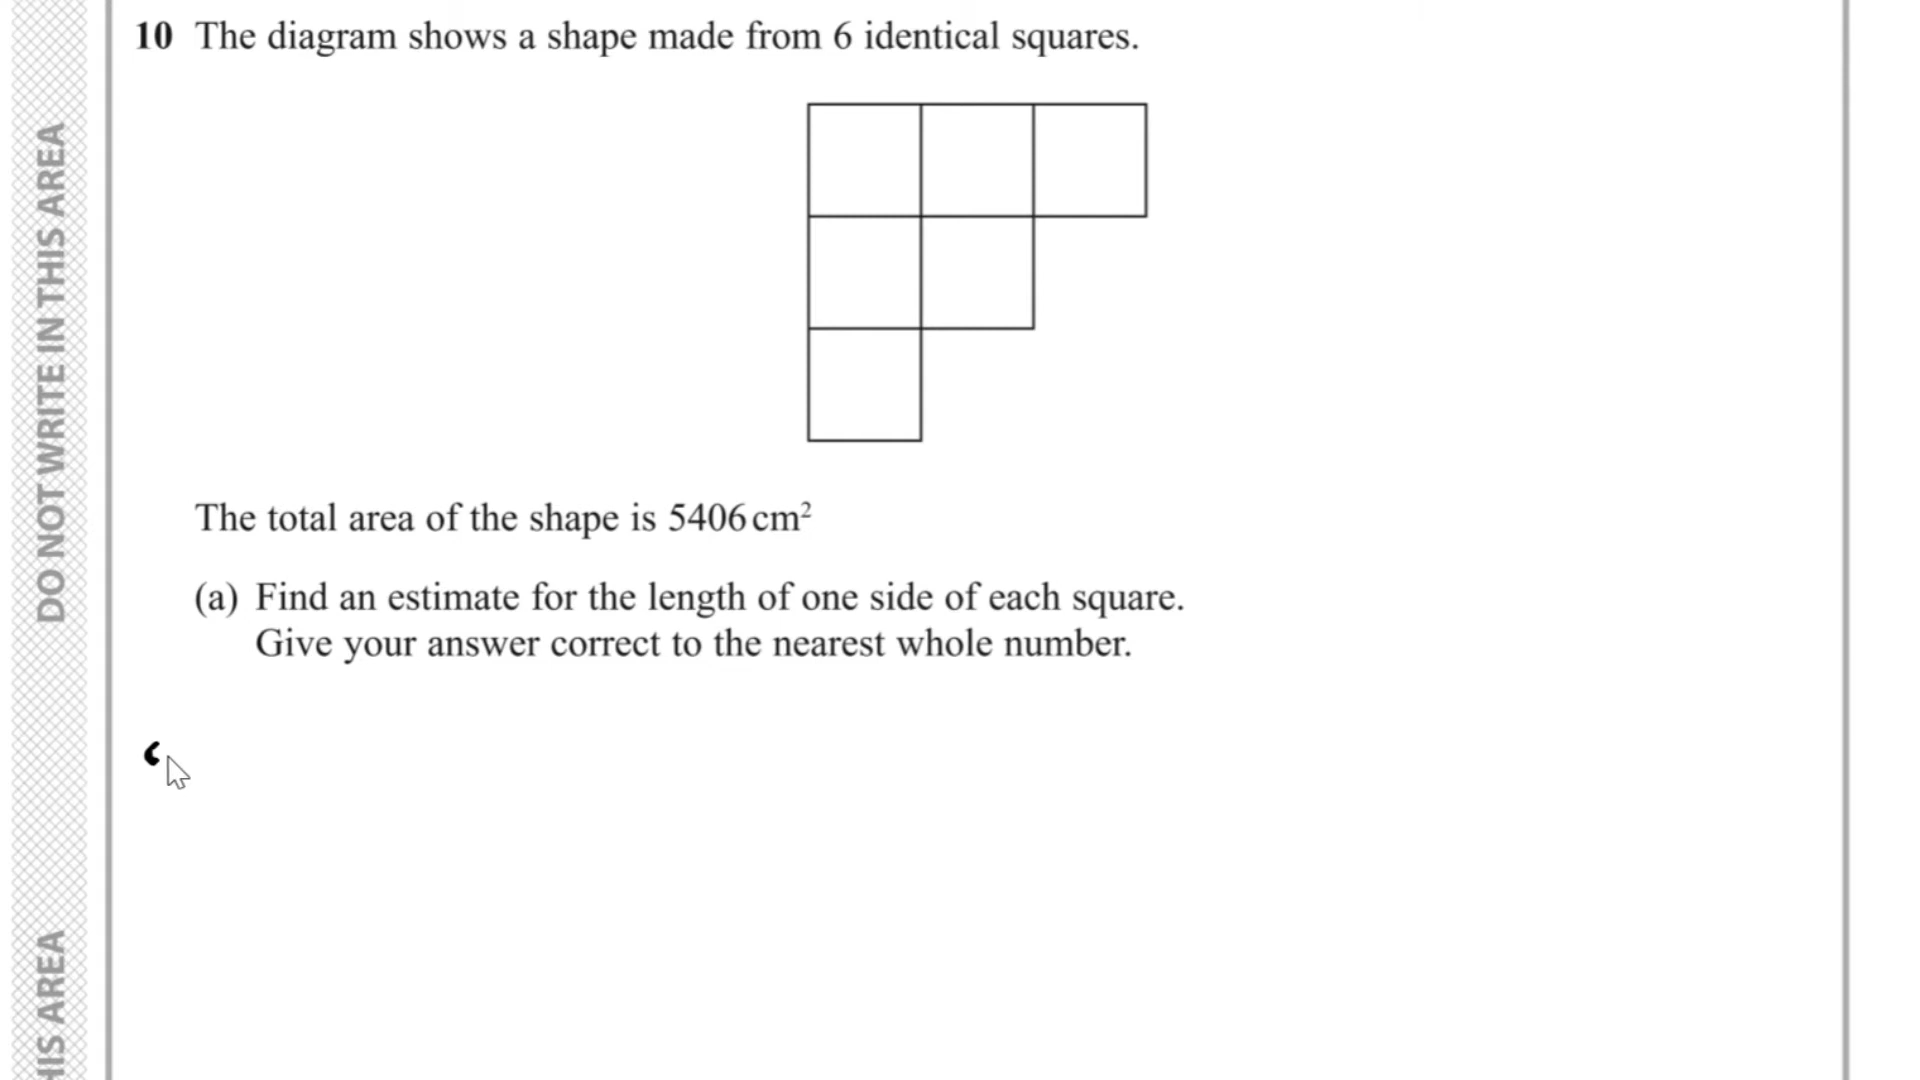 10 The diagram shows a shape made from 6 identical squares.
The total area of the shape is 5406 cm²
(a) Find an estimate for the length of one side of each square.
Give your answer correct to the nearest whole number.
DO NOT WRITE IN THIS AREA
HIS AREA